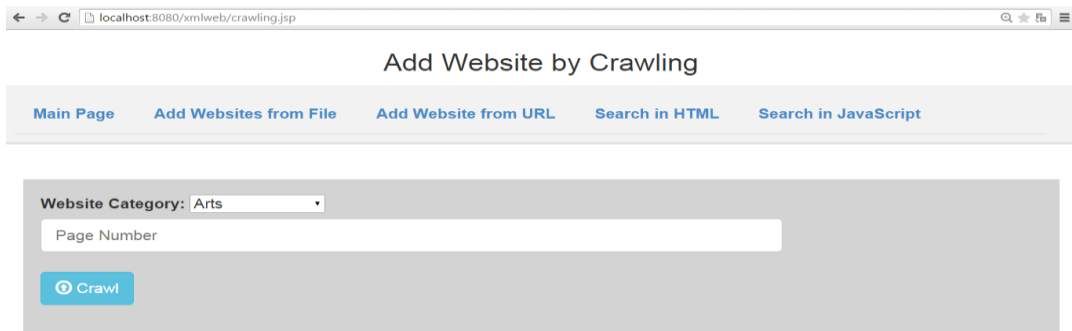 localhost:8080/xmlweb/crawling.jsp
Add Website by Crawling
Main Page Add Websites from File Add Website from URL Search in HTML Search in JavaScript
Website Category: Arts
Page Number
Crawl